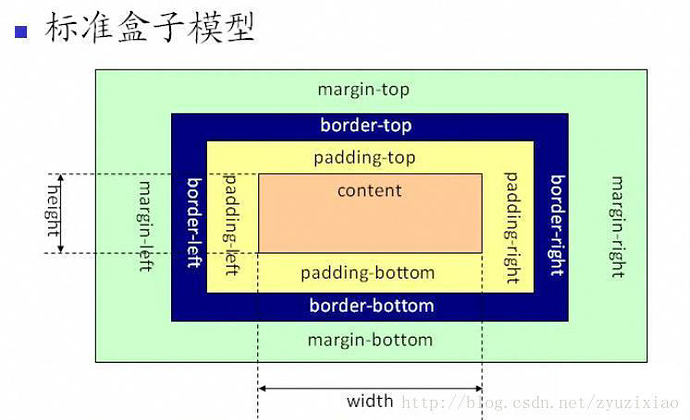 标准盒子模型
margin-top
border-top
padding-top
content
height
margin-left
border-left
padding-left
padding-right
border-right
margin-right
padding-bottom
border-bottom
margin-bottom
width
http://blog.csdn.net/zyuzixiao